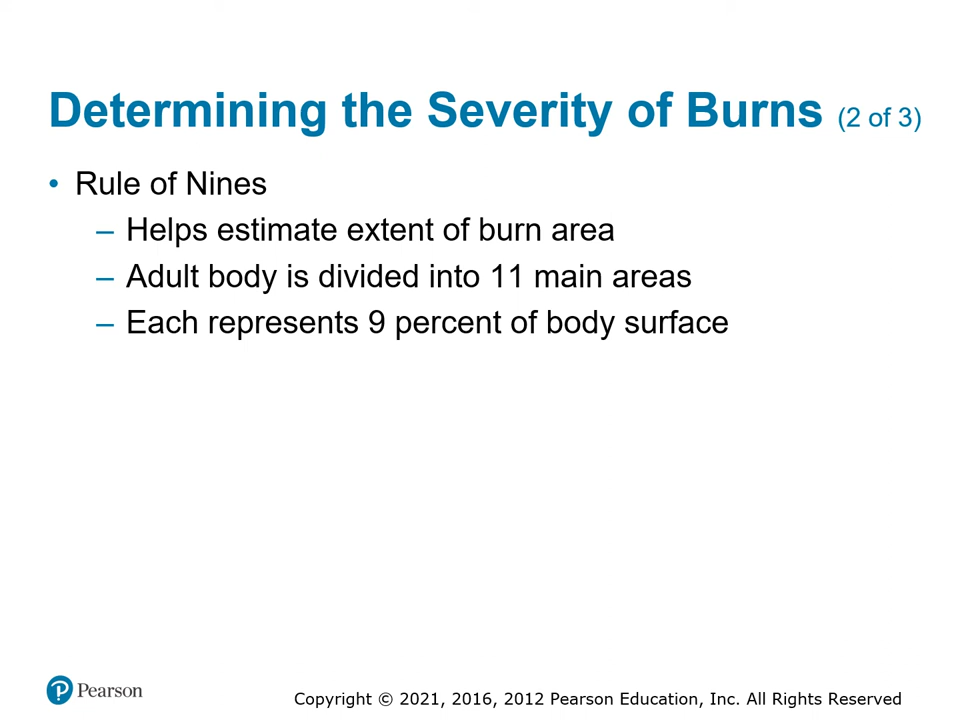 Determining the Severity of Burns (2 of 3)
• Rule of Nines
– Helps estimate extent of burn area
– Adult body is divided into 11 main areas
– Each represents 9 percent of body surface
Pearson
Copyright © 2021, 2016, 2012 Pearson Education, Inc. All Rights Reserved